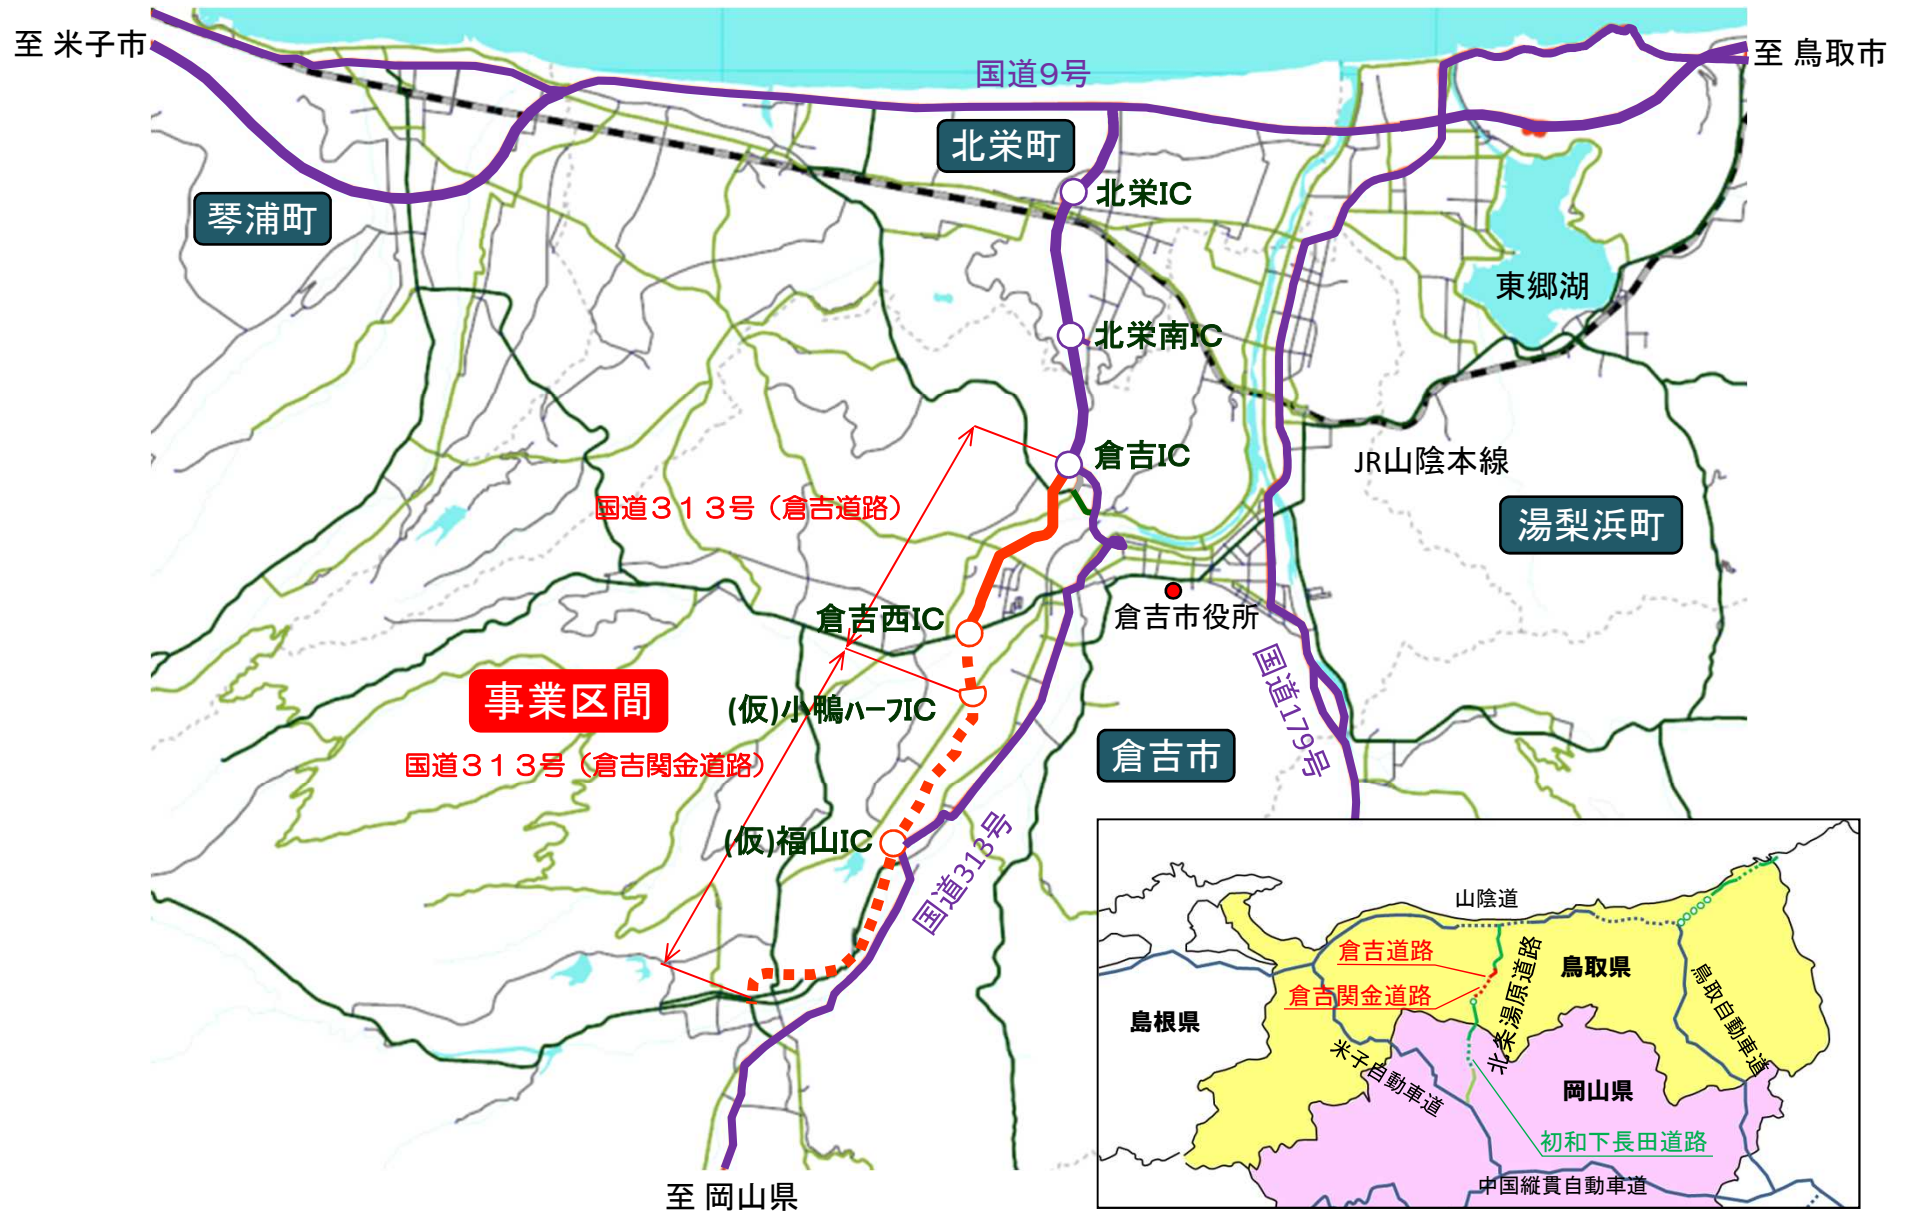 至 米子市
国道9号
至 鳥取市
北栄町
北栄IC
琴浦町
東郷湖
北栄南IC
倉吉IC
JR山陰本線
国道３１３号（倉吉道路）
湯梨浜町
倉吉西IC
倉吉市役所
事業区間
(仮)小鴨ハーフIC
国道179号
国道３１３号（倉吉関金道路）
倉吉市
(仮)福山IC
国道313号
至 岡山県
山陰道
倉吉道路
鳥取県
倉吉関金道路
北条湯原道路
鳥取自動車道
島根県
米子自動車道
岡山県
初和下長田道路
中国縦貫自動車道